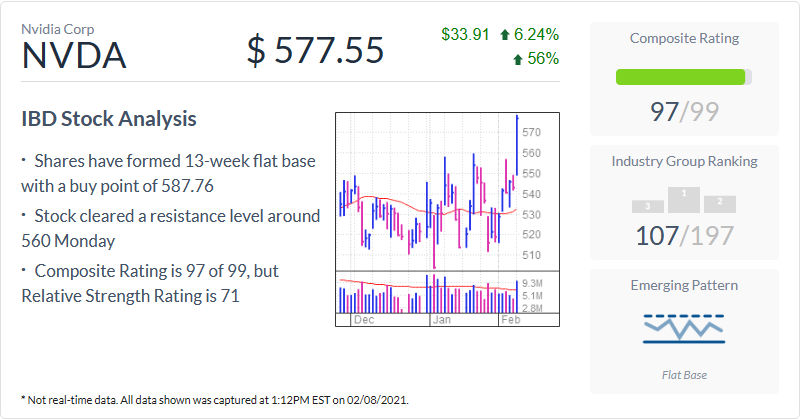 Nvidia Corp
NVDA
$ 577.55
$33.91 6.24%
56%
IBD Stock Analysis
· Shares have formed 13-week flat base
with a buy point of 587.76
· Stock cleared a resistance level around
560 Monday
· Composite Rating is 97 of 99, but
Relative Strength Rating is 71
570
560
550
540
530
520
510
9.3M
5.1M
2.8M
Dec Jan Feb
Composite Rating
97/99
Industry Group Ranking
3 1 2
107/197
Emerging Pattern
Flat Base
* Not real-time data. All data shown was captured at 1:12PM EST on 02/08/2021.